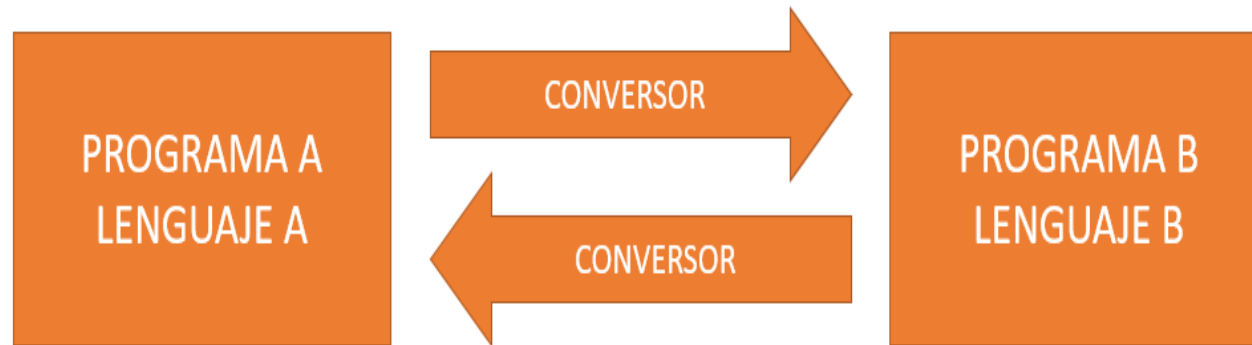 PROGRAMA A
LENGUAJE A
CONVERSOR
CONVERSOR
PROGRAMA B
LENGUAJE B